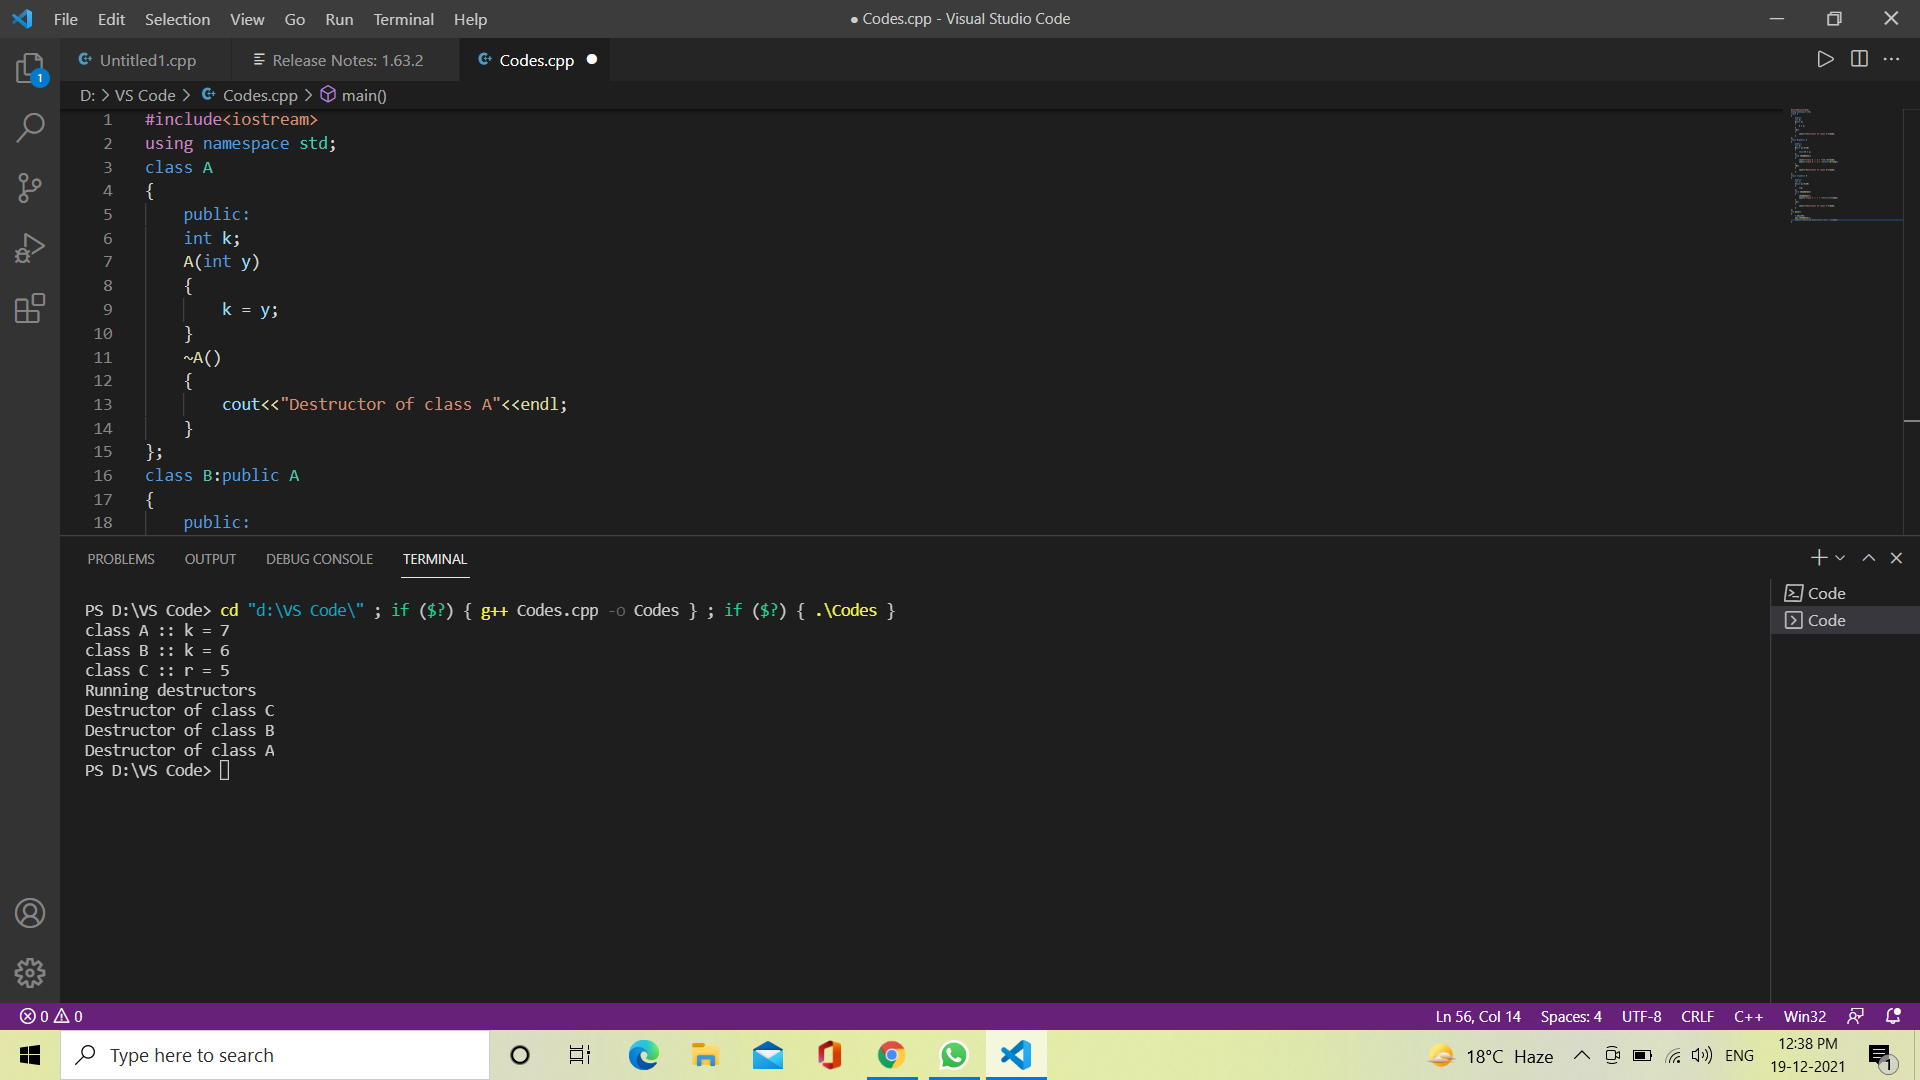 File Edit Selection View Go Run Terminal Help
● Codes.cpp - Visual Studio Code
Untitled1.cpp
Release Notes: 1.63.2
Codes.cpp
D: > VS Code > Codes.cpp > main()
1 #include<iostream>
2 using namespace std;
3 class A
4 {
5 public:
6 int k;
7 A(int y)
8 {
9 k = y;
10 }
11 ~A()
12 {
13 cout<<"Destructor of class A"<<endl;
14 }
15 };
16 class B:public A
17 {
18 public:
PROBLEMS OUTPUT DEBUG CONSOLE TERMINAL
PS D:\VS Code> cd "d:\VS Code\" ; if ($?) { g++ Codes.cpp -o Codes } ; if ($?) { .\Codes }
class A :: k = 7
class B :: k = 6
class C :: r = 5
Running destructors
Destructor of class C
Destructor of class B
Destructor of class A
PS D:\VS Code>
Code
Code
1
0 0
Ln 56, Col 14 Spaces: 4 UTF-8 CRLF C++ Win32
Type here to search
18°C Haze
ENG
12:38 PM
19-12-2021
1